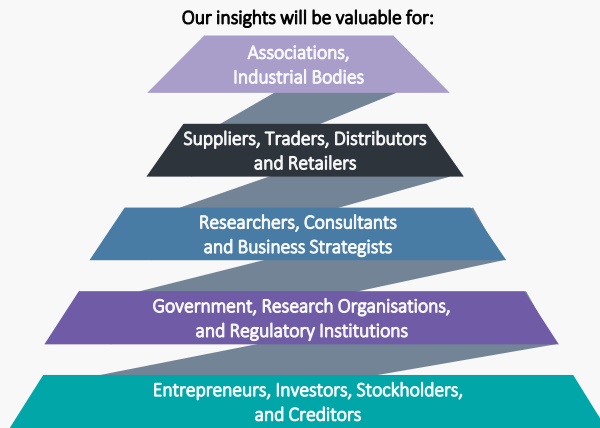 Our insights will be valuable for:
Associations,
Industrial Bodies
Suppliers, Traders, Distributors
and Retailers
Researchers, Consultants
and Business Strategists
Government, Research Organisations,
and Regulatory Institutions
Entrepreneurs, Investors, Stockholders,
and Creditors